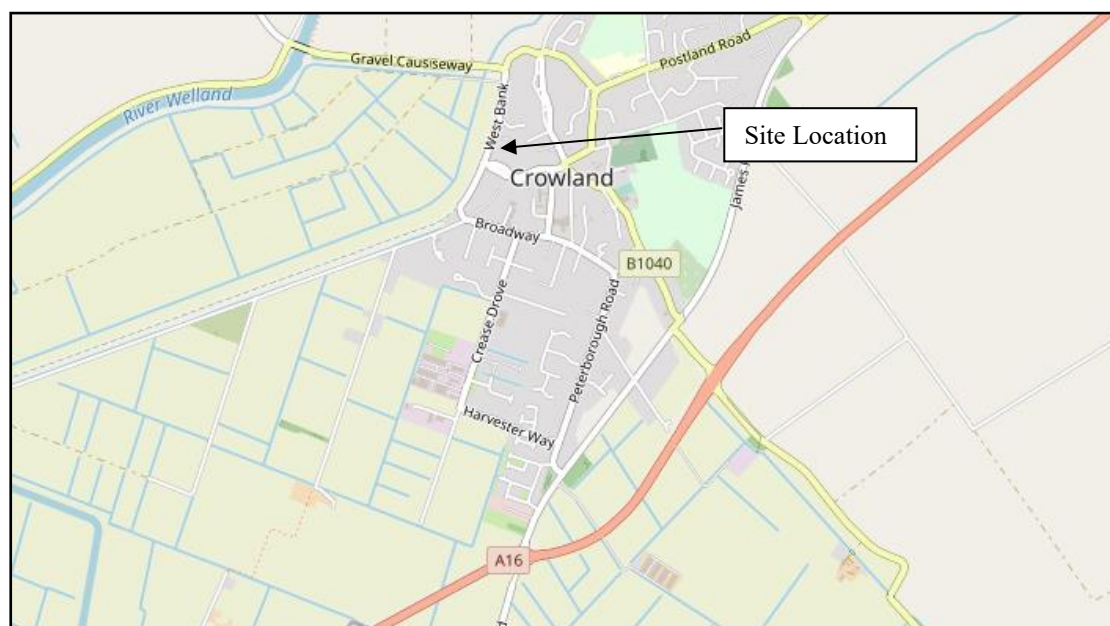 Gravel Causiseway
Postland Road
River Welland
West Bank
Site Location
Crowland
James
Broadway
B1040
Crease Drove
Peterborough Road
Harvester Way
A16